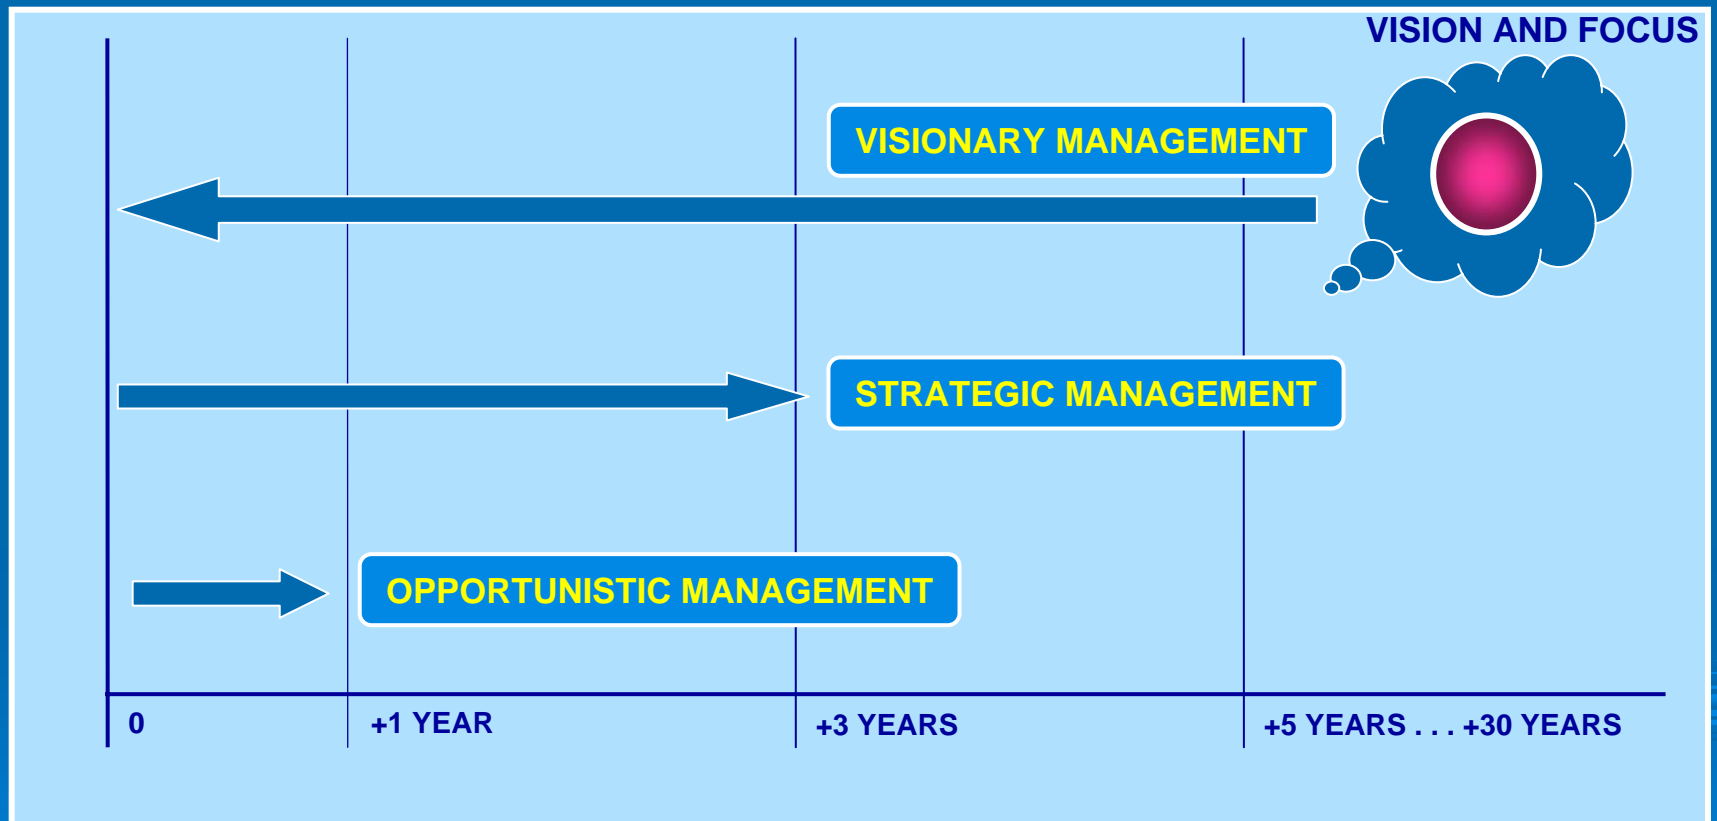 VISION AND FOCUS
VISIONARY MANAGEMENT
STRATEGIC MANAGEMENT
OPPORTUNISTIC MANAGEMENT
0
+1 YEAR
+3 YEARS
+5 YEARS . . . +30 YEARS